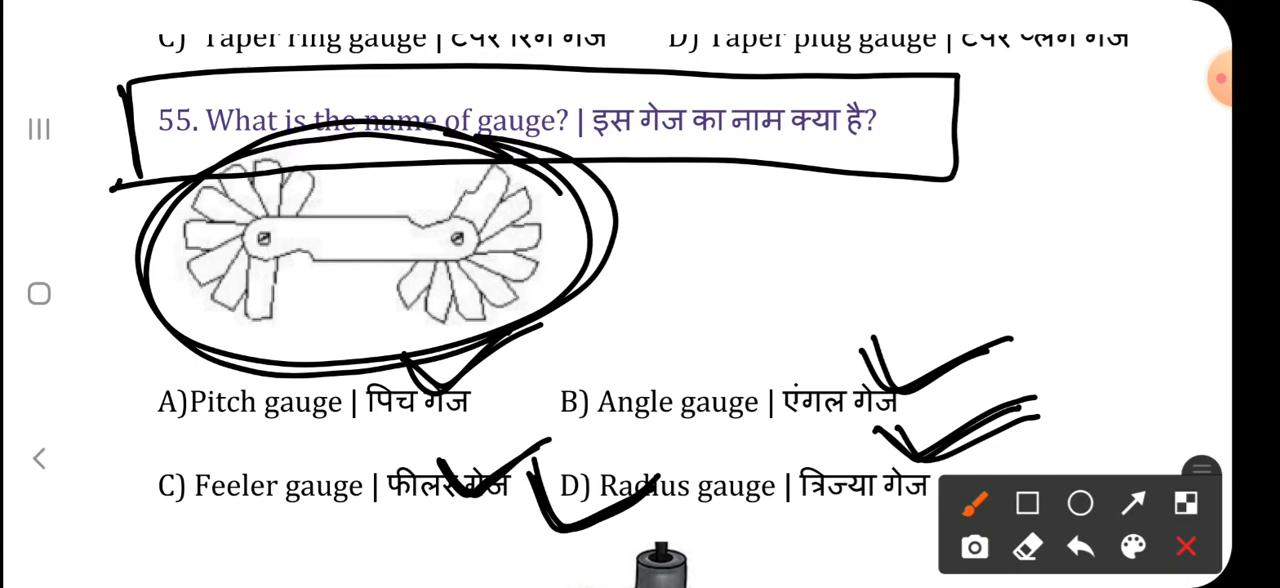 C) Taper ring gauge | टेपर रिंग गेज D) Taper plug gauge | टेपर प्लग गेज
55. What is the name of gauge? | इस गेज का नाम क्या है?
A)Pitch gauge | पिच गेज B) Angle gauge | एंगल गेज
C) Feeler gauge | फीलर गेज D) Radius gauge | त्रिज्या गेज